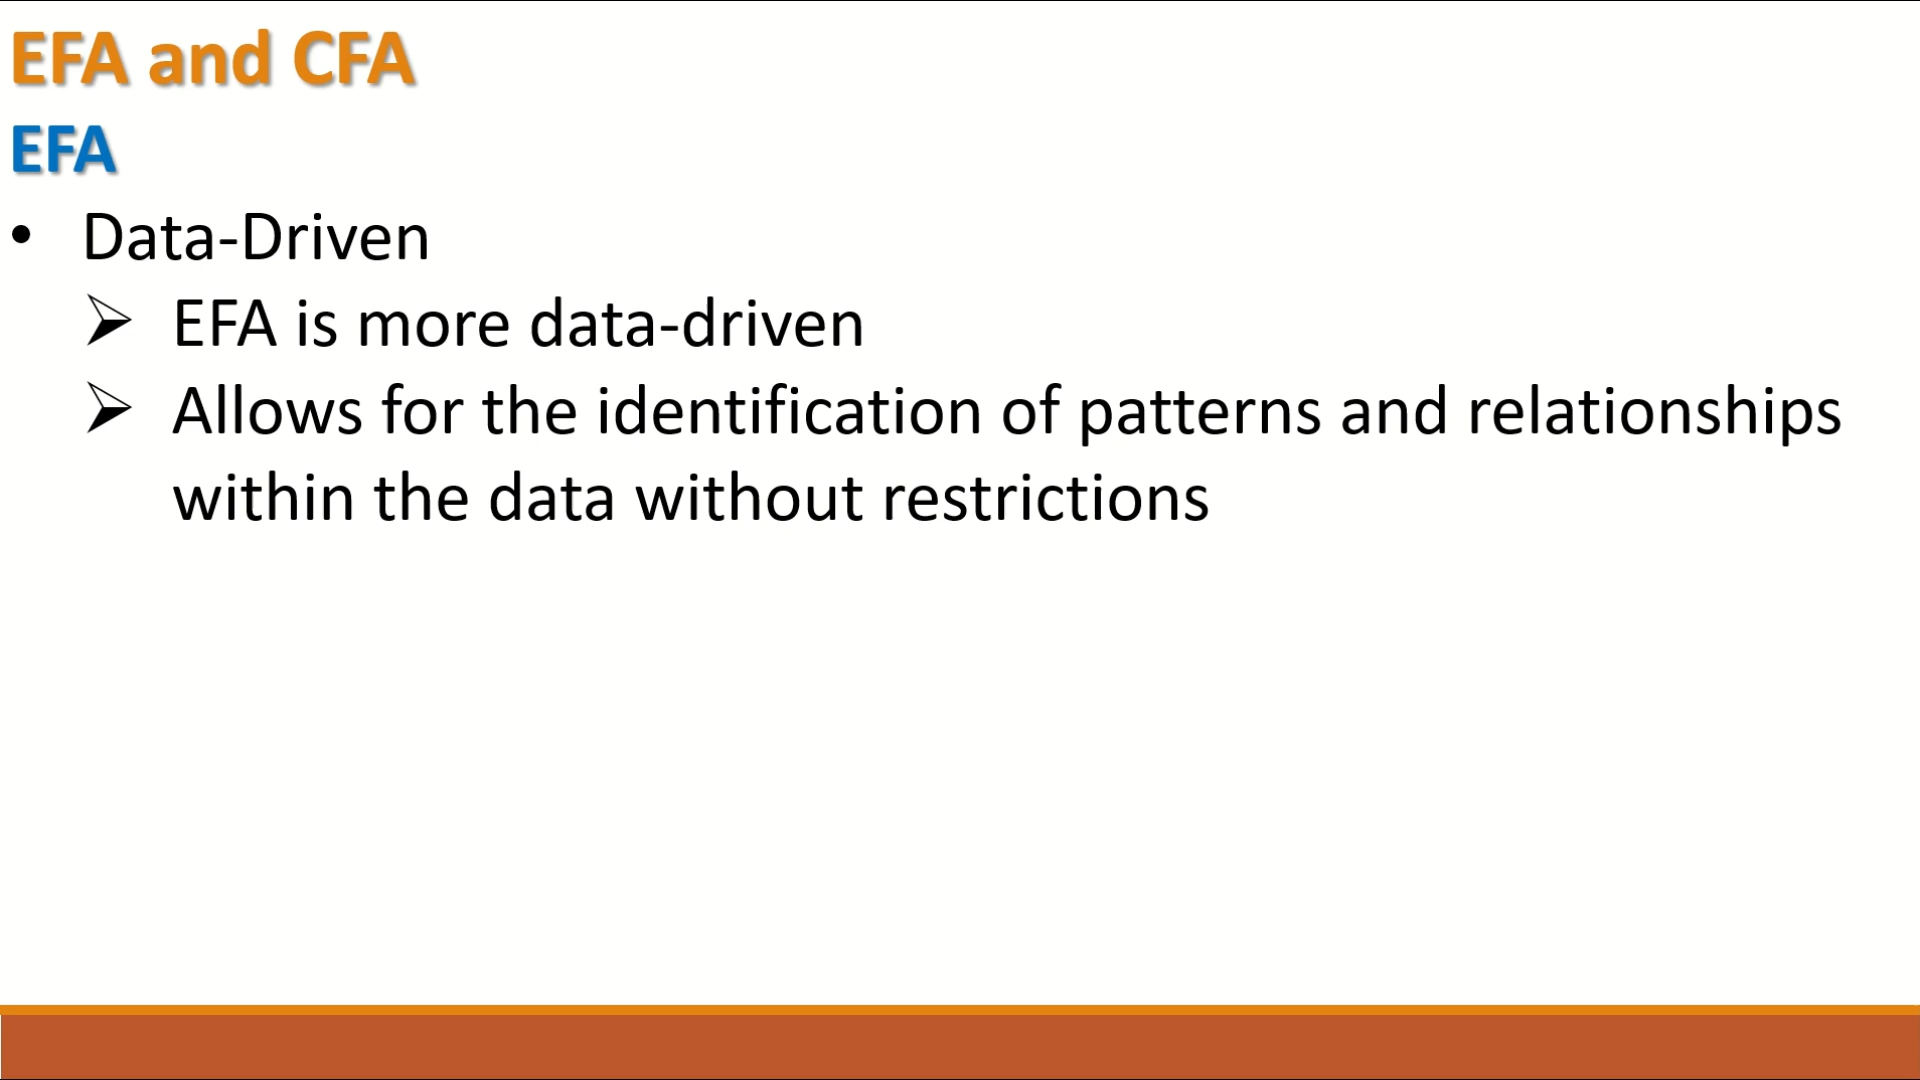 EFA and CFA
EFA
• Data-Driven
➢ EFA is more data-driven
➢ Allows for the identification of patterns and relationships
within the data without restrictions